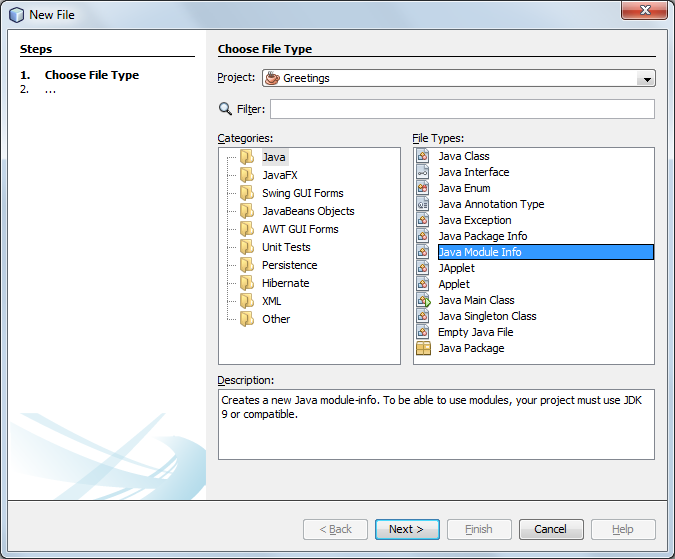 New File
Steps
1. Choose File Type
2. ...
Choose File Type
Project: Greetings
Filter:
Categories:
Java
JavaFX
Swing GUI Forms
JavaBeans Objects
AWT GUI Forms
Unit Tests
Persistence
Hibernate
XML
Other
File Types:
Java Class
Java Interface
Java Enum
Java Annotation Type
Java Exception
Java Package Info
Java Module Info
JApplet
Applet
Java Main Class
Java Singleton Class
Empty Java File
Java Package
Description:
Creates a new Java module-info. To be able to use modules, your project must use JDK
9 or compatible.
< Back Next > Finish Cancel Help